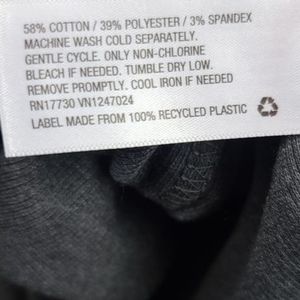 58% COTTON / 39% POLYESTER / 3% SPANDEX
MACHINE WASH COLD SEPARATELY.
GENTLE CYCLE. ONLY NON-CHLORINE
BLEACH IF NEEDED. TUMBLE DRY LOW.
REMOVE PROMPTLY. COOL IRON IF NEEDED
RN17730 VN1247024
LABEL MADE FROM 100% RECYCLED PLASTIC